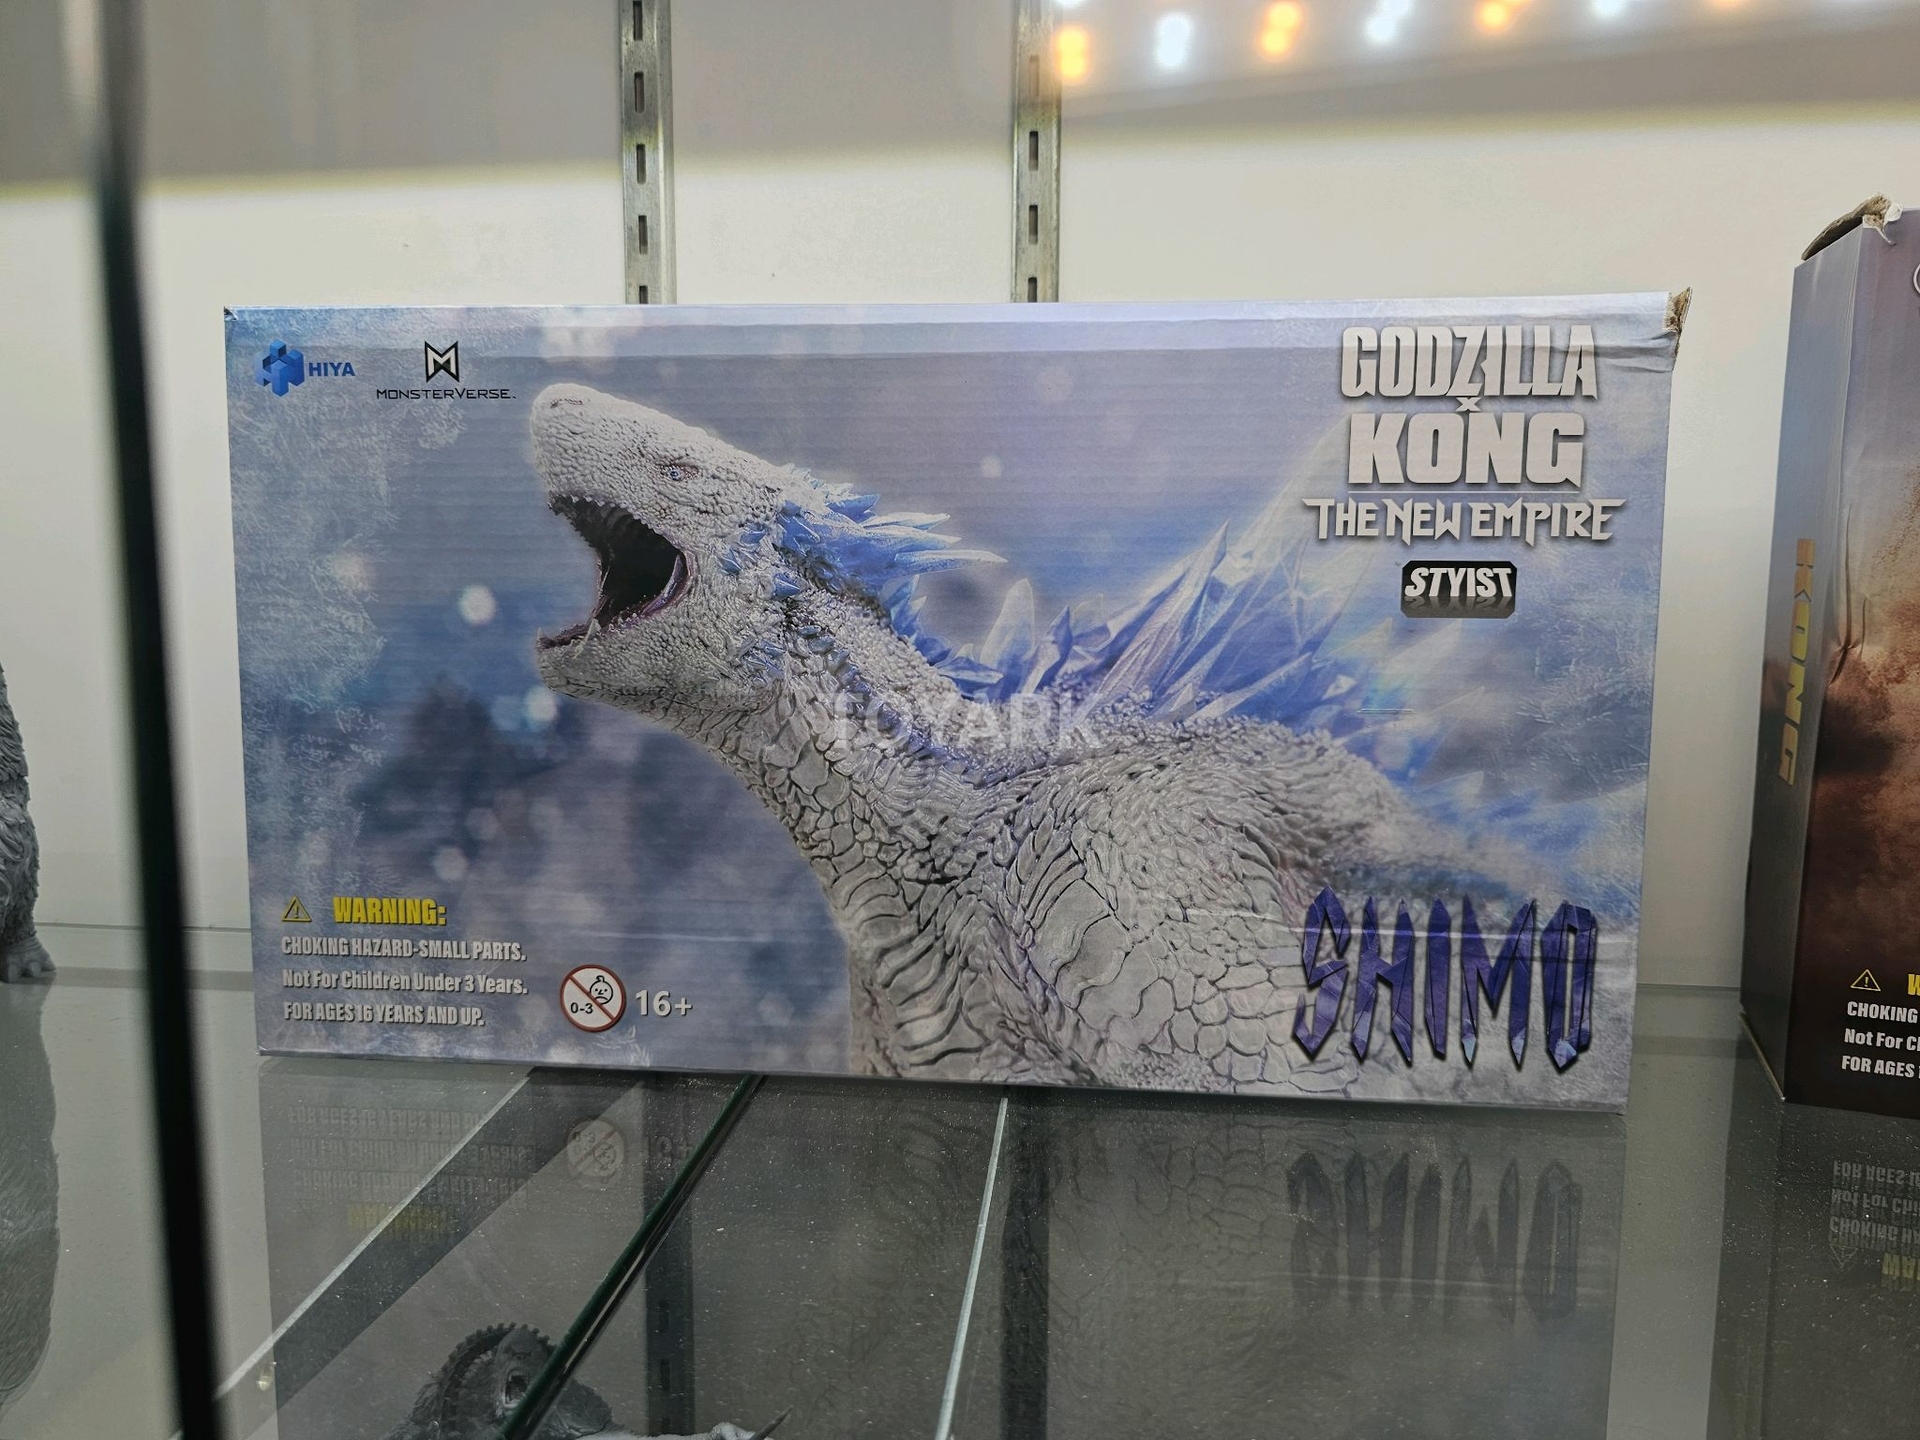 HIYA
MONSTERVERSE.
GODZILLA
X
KONG
THE NEW EMPIRE
STYIST
TOYARK
SHIMO
WARNING:
CHOKING HAZARD-SMALL PARTS.
Not For Children Under 3 Years.
FOR AGES 16 YEARS AND UP.
0-3
16+
KONG
CHOKING
Not For
FOR AGES